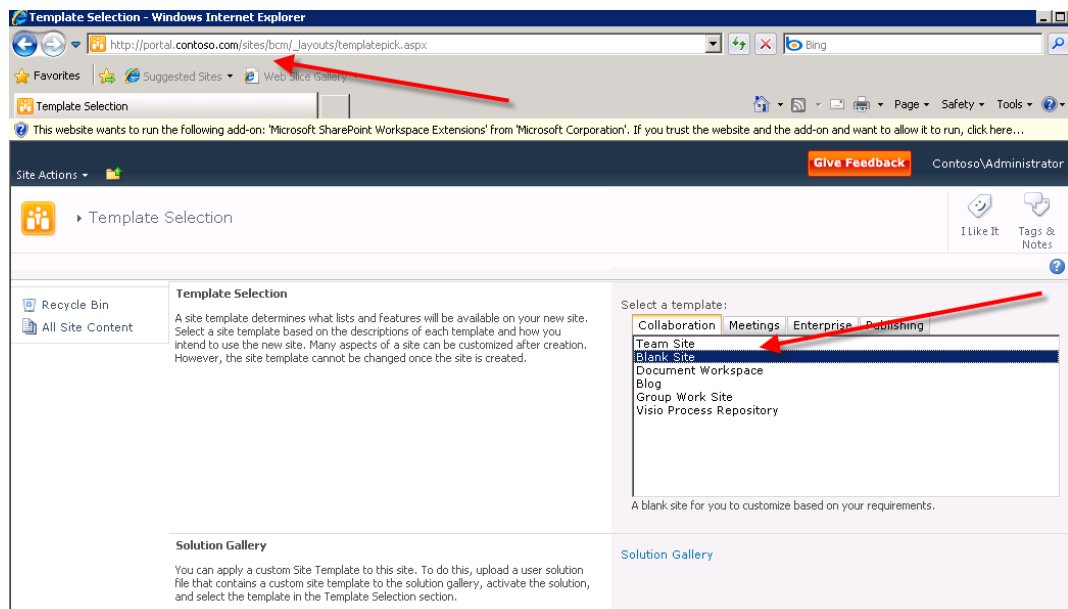 Template Selection - Windows Internet Explorer
http://portal.contoso.com/sites/bcm/_layouts/templatepick.aspx
Bing
Favorites
Suggested Sites
Web Slice Gallery
Template Selection
Page
Safety
Tools
This website wants to run the following add-on: 'Microsoft SharePoint Workspace Extensions' from 'Microsoft Corporation'. If you trust the website and the add-on and want to allow it to run, click here...
Site Actions
Give Feedback
Contoso\Administrator
Template Selection
I Like It
Tags &
Notes
Recycle Bin
All Site Content
Template Selection
A site template determines what lists and features will be available on your new site.
Select a site template based on the descriptions of each template and how you
intend to use the new site. Many aspects of a site can be customized after creation.
However, the site template cannot be changed once the site is created.
Select a template:
Collaboration
Meetings
Enterprise
Publishing
Team Site
Blank Site
Document Workspace
Blog
Group Work Site
Visio Process Repository
A blank site for you to customize based on your requirements.
Solution Gallery
You can apply a custom Site Template to this site. To do this, upload a user solution
file that contains a custom site template to the solution gallery, activate the solution,
and select the template in the Template Selection section.
Solution Gallery